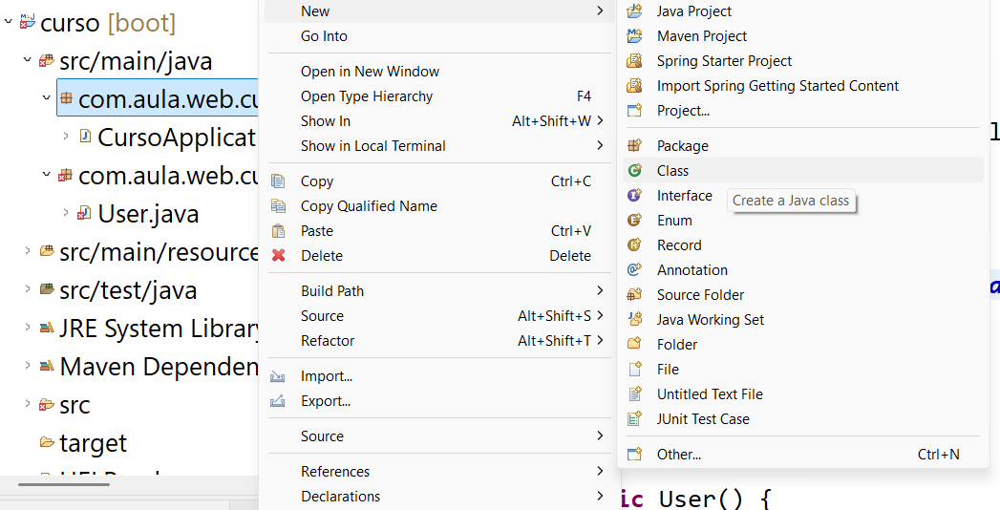 curso [boot]
src/main/java
com.aula.web.cu
CursoApplicat
com.aula.web.cu
User.java
src/main/resource
src/test/java
JRE System Library
Maven Dependen
src
target
New
Go Into
Open in New Window
Open Type Hierarchy F4
Show In Alt+Shift+W
Show in Local Terminal
Copy Ctrl+C
Copy Qualified Name
Paste Ctrl+V
Delete Delete
Build Path
Source Alt+Shift+S
Refactor Alt+Shift+T
Import...
Export...
Source
References
Declarations
Java Project
Maven Project
Spring Starter Project
Import Spring Getting Started Content
Project...
Package
Class
Interface
Create a Java class
Enum
Record
Annotation
Source Folder
Java Working Set
Folder
File
Untitled Text File
JUnit Test Case
Other... Ctrl+N
ic User() {